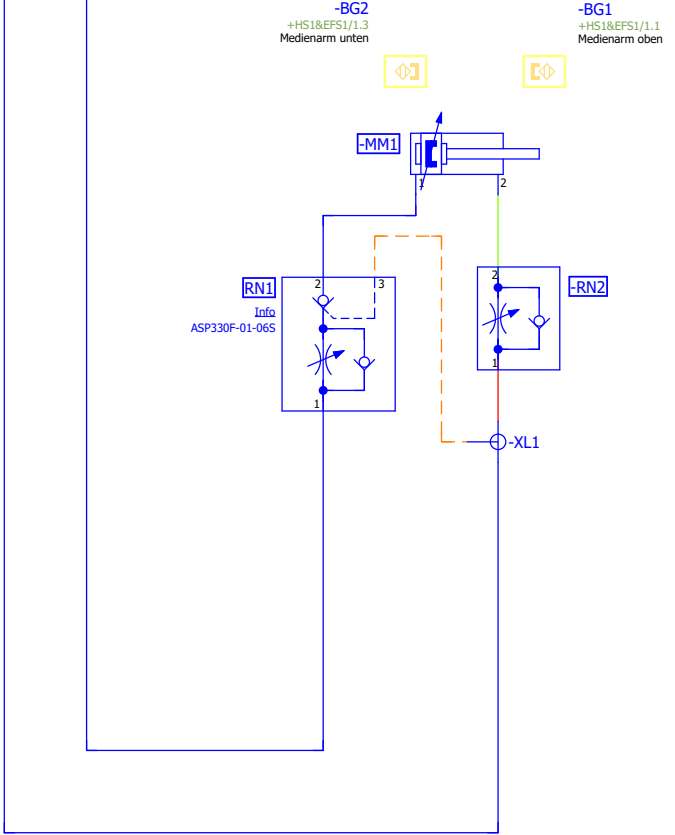 -BG2
+HS1&EFS1/1.3
Medienarm unten
-BG1
+HS1&EFS1/1.1
Medienarm oben
-MM1
1
2
RN1
Info
ASP330F-01-06S
2
3
1
-RN2
2
1
-XL1